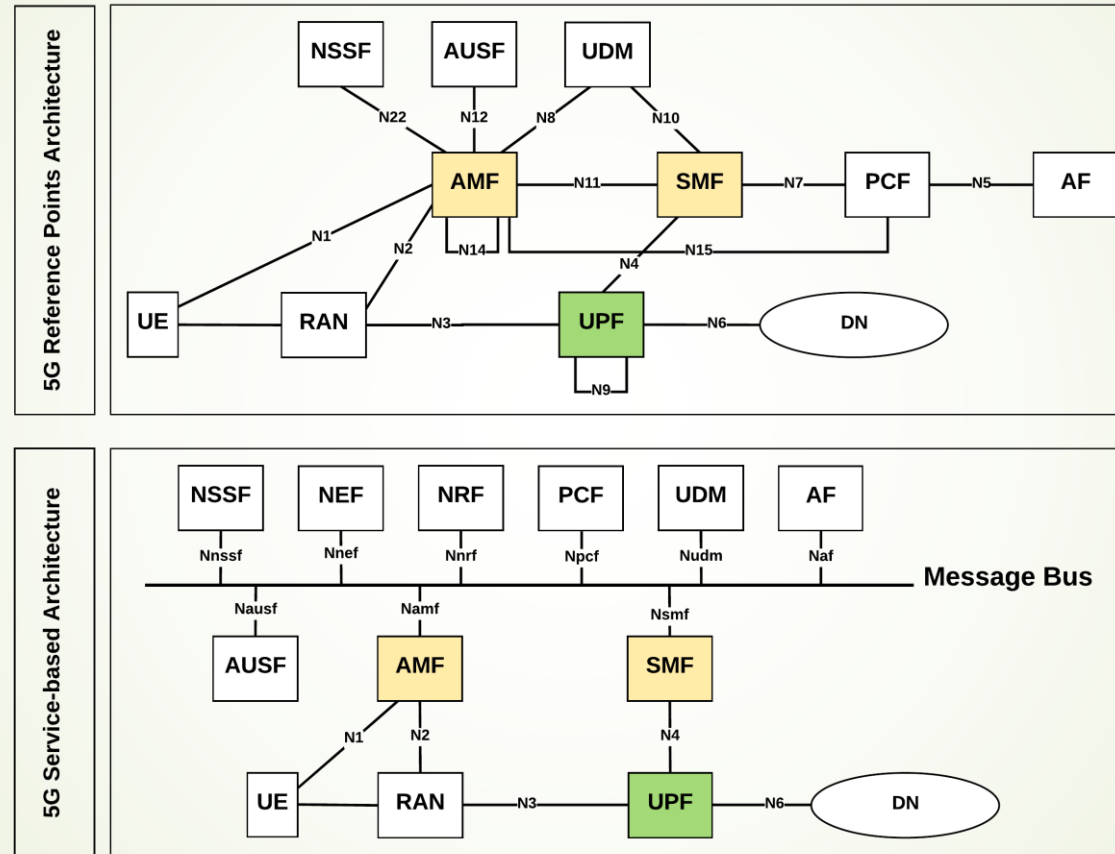 5G Reference Points Architecture
NSSF AUSF UDM
N22 N12 N8 N10
AMF N11 SMF N7 PCF N5 AF
N1 N2 N14 N15
N4
UE RAN N3 UPF N6 DN
N9
5G Service-based Architecture
NSSF NEF NRF PCF UDM AF
Nnssf Nnef Nnrf Npcf Nudm Naf
Message Bus
Nausf Namf Nsmf
AUSF AMF SMF
N1 N2 N4
UE RAN N3 UPF N6 DN